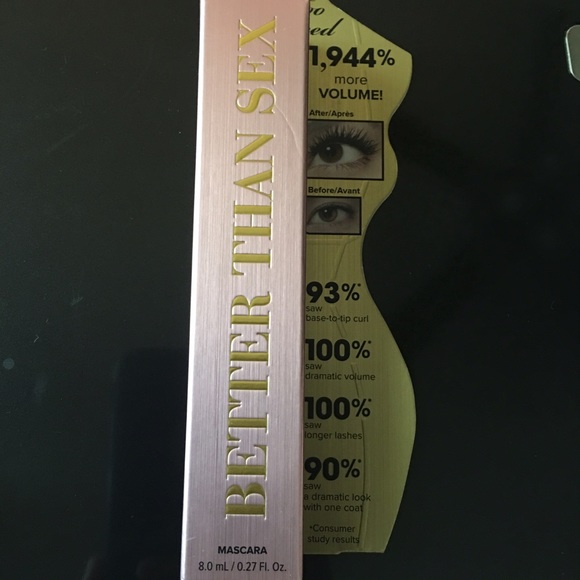 BETTER THAN SEX
MASCARA
8.0 mL / 0.27 Fl. Oz.
1,944%
more
VOLUME!
After/Après
Before/Avant
93%*
saw
base-to-tip curl
100%*
saw
dramatic volume
100%*
saw
longer lashes
90%*
saw
a dramatic look
with one coat
*Consumer
study results